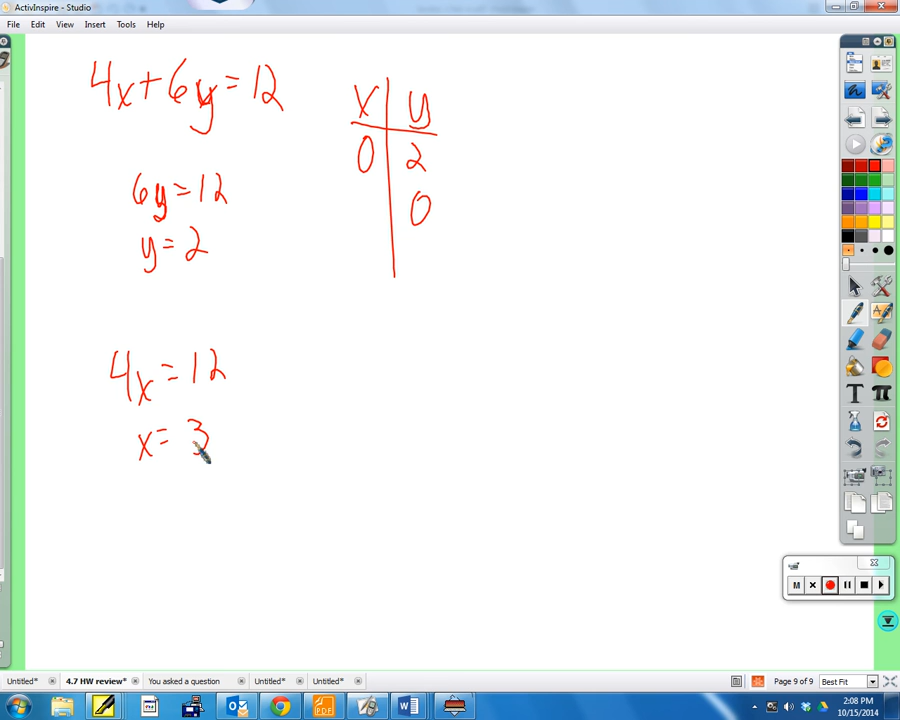 ActivInspire - Studio
File Edit View Insert Tools Help
4x+6y=12
x y
0 2
0
6y=12
y=2
4x=12
x=3
T
M
Untitled* 4.7 HW review* You asked a question Untitled* Untitled* Page 9 of 9 Best Fit
2:08 PM
10/15/2014